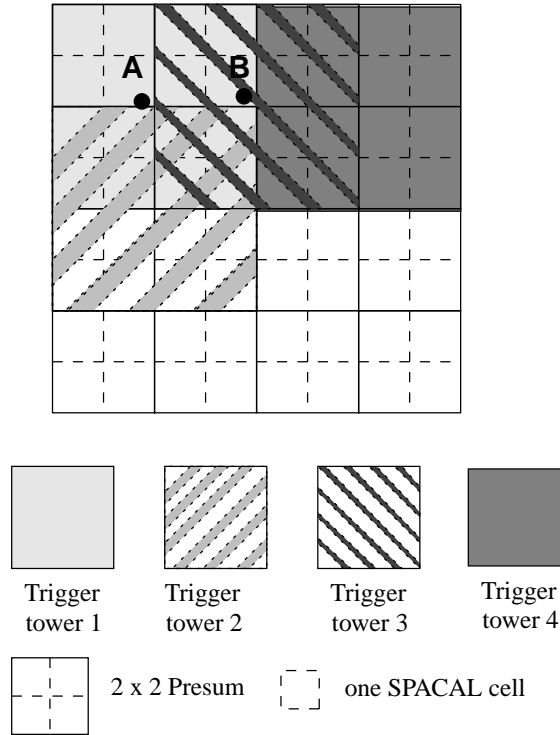 A
B
Trigger tower 1
Trigger tower 2
Trigger tower 3
Trigger tower 4
2 x 2 Presum
one SPACAL cell